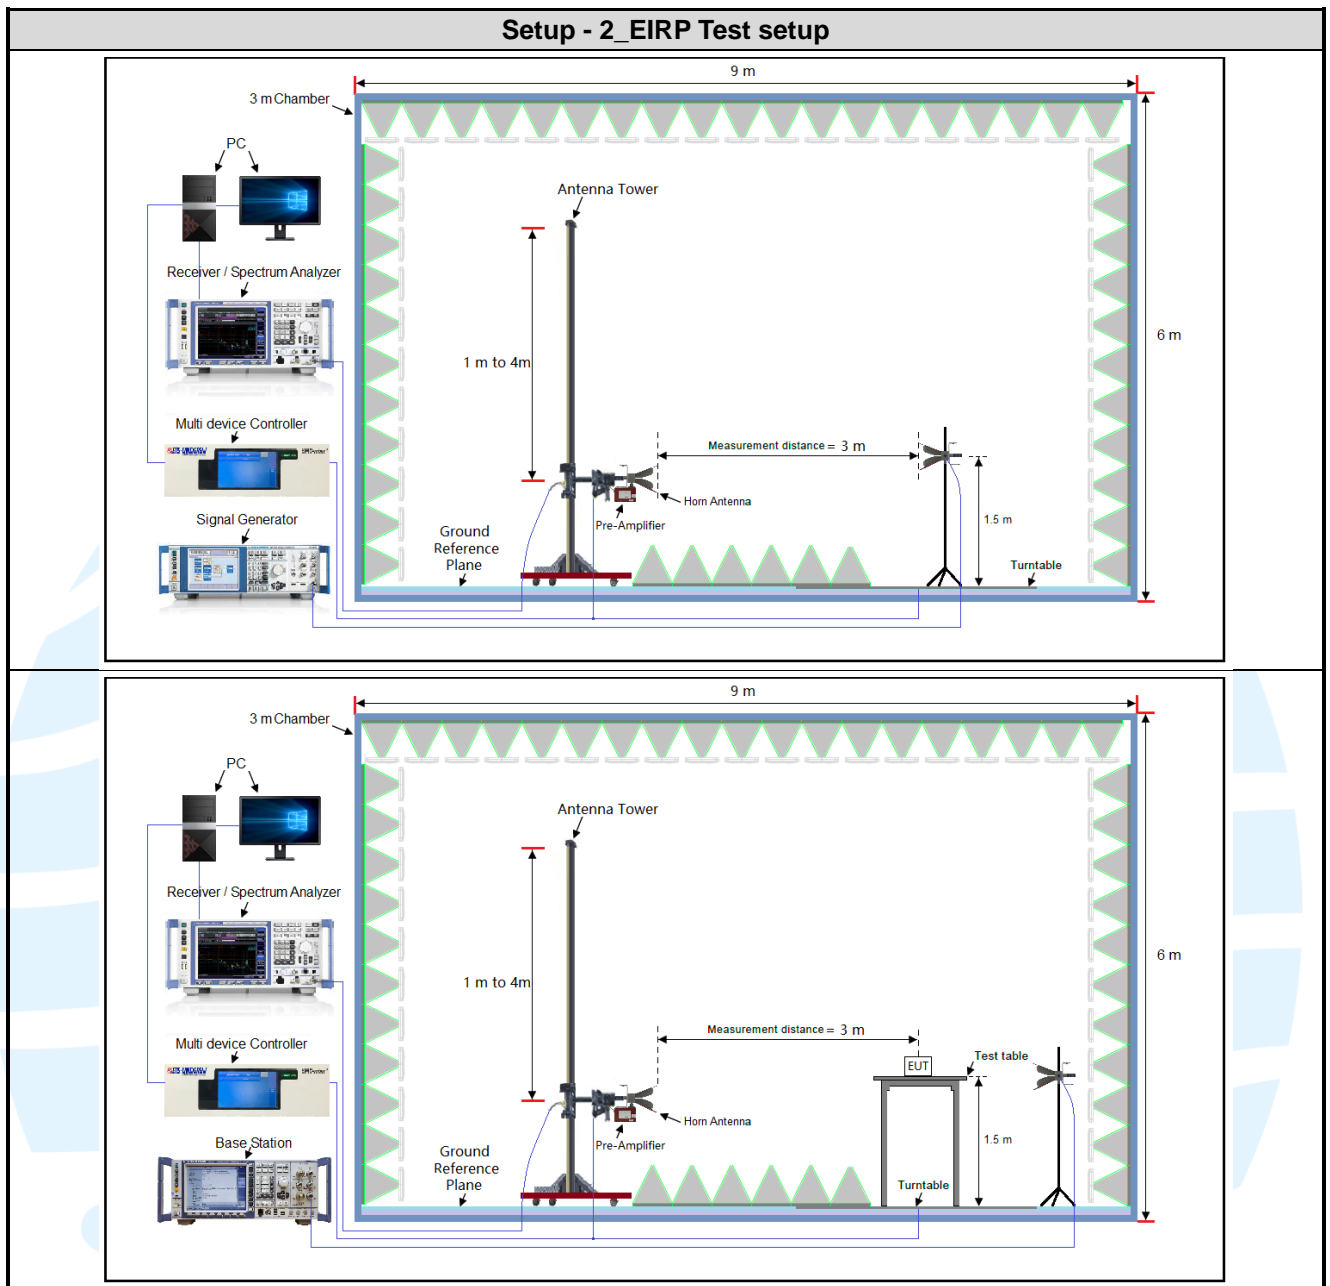 Setup - 2_EIRP Test setup
9 m
3 m Chamber
PC
Antenna Tower
Receiver / Spectrum Analyzer
6 m
1 m to 4m
Multi device Controller
Measurement distance = 3 m
Horn Antenna
Signal Generator
Pre-Amplifier
1.5 m
Ground
Reference
Plane
Turntable
9 m
3 m Chamber
PC
Antenna Tower
Receiver / Spectrum Analyzer
6 m
1 m to 4m
Measurement distance = 3 m
Multi device Controller
EUT
Test table
Horn Antenna
Base Station
Pre-Amplifier
1.5 m
Ground
Reference
Plane
Turntable